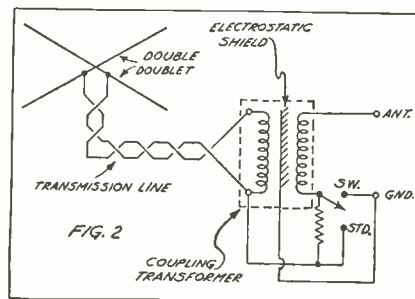 ELECTROSTATIC
SHIELD
DOUBLE
DOUBLET
ANT.
TRANSMISSION LINE
SW.
GND.
STD.
FIG. 2
COUPLING
TRANSFORMER